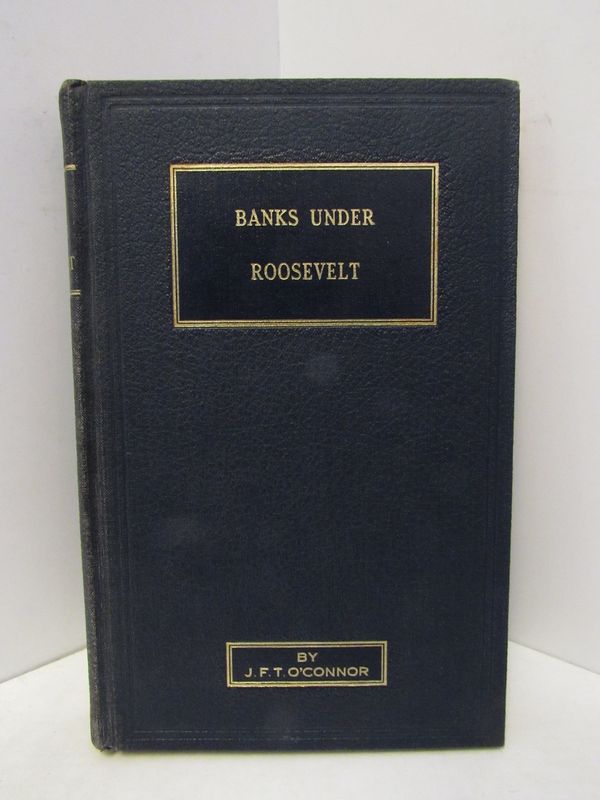 BANKS UNDER
ROOSEVELT
BY
J.F.T. O'CONNOR
T